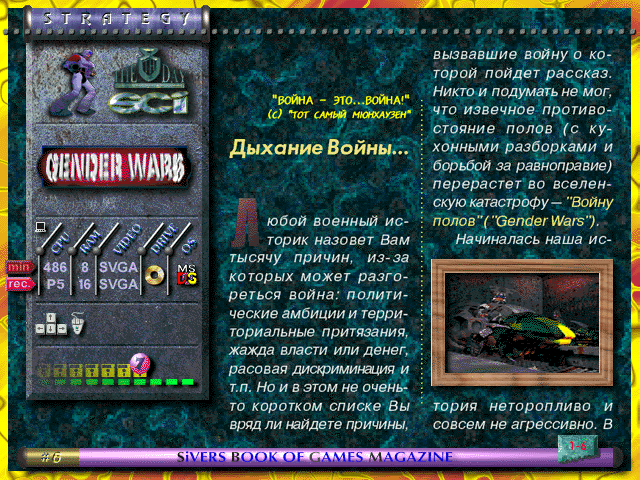 STRATEGY
THE 8TH DAY
SCi
GENDER WARS
CPU RAM VIDEO DRIVE OS
min 486 8 SVGA
rec. P5 16 SVGA
MS
DOS
7
"ВОЙНА - ЭТО...ВОЙНА!"
(с) "ТОТ САМЫЙ МЮНХАУЗЕН"
Дыхание Войны...
Любой военный ис-
торик назовет Вам
тысячу причин, из-за
которых может разго-
реться война: полити-
ческие амбиции и терри-
ториальные притязания,
жажда власти или денег,
расовая дискриминация и
т.п. Но и в этом не очень-
то коротком списке Вы
вряд ли найдете причины,
вызвавшие войну о ко-
торой пойдет рассказ.
Никто и подумать не мог,
что извечное противо-
стояние полов (с ку-
хонными разборками и
борьбой за равноправие)
перерастет во вселен-
скую катастрофу — "Войну
полов" ("Gender Wars").
Начиналась наша ис-
тория неторопливо и
совсем не агрессивно. В
#6
SiVERS BOOK OF GAMES MAGAZINE
1-6